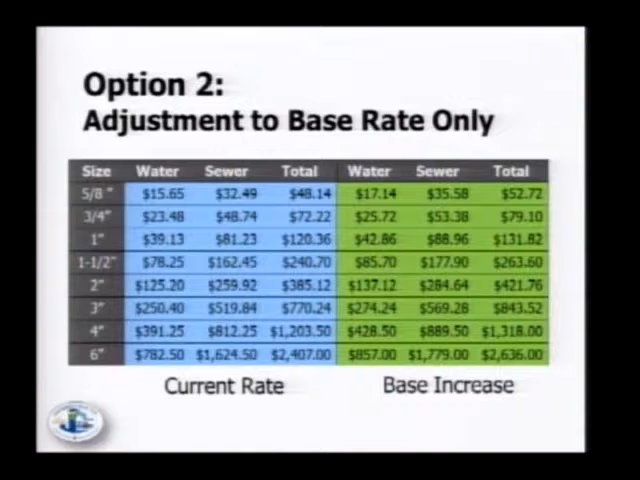 Option 2:
Adjustment to Base Rate Only
Size Water Sewer Total Water Sewer Total
5/8 " $15.65 $32.49 $48.14 $17.14 $35.58 $52.72
3/4" $23.48 $48.74 $72.22 $25.72 $53.38 $79.10
1" $39.13 $81.23 $120.36 $42.86 $88.96 $131.82
1-1/2" $78.25 $162.45 $240.70 $85.70 $177.90 $263.60
2" $125.20 $259.92 $385.12 $137.12 $284.64 $421.76
3" $250.40 $519.84 $770.24 $274.24 $569.28 $843.52
4" $391.25 $812.25 $1,203.50 $428.50 $889.50 $1,318.00
6" $782.50 $1,624.50 $2,407.00 $857.00 $1,779.00 $2,636.00
Current Rate Base Increase